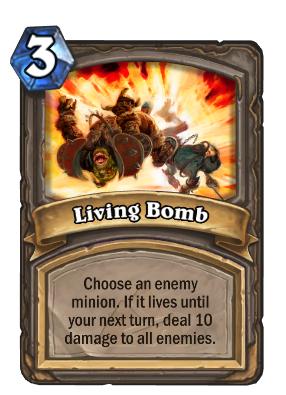 3
Living Bomb
Choose an enemy
minion. If it lives until
your next turn, deal 10
damage to all enemies.